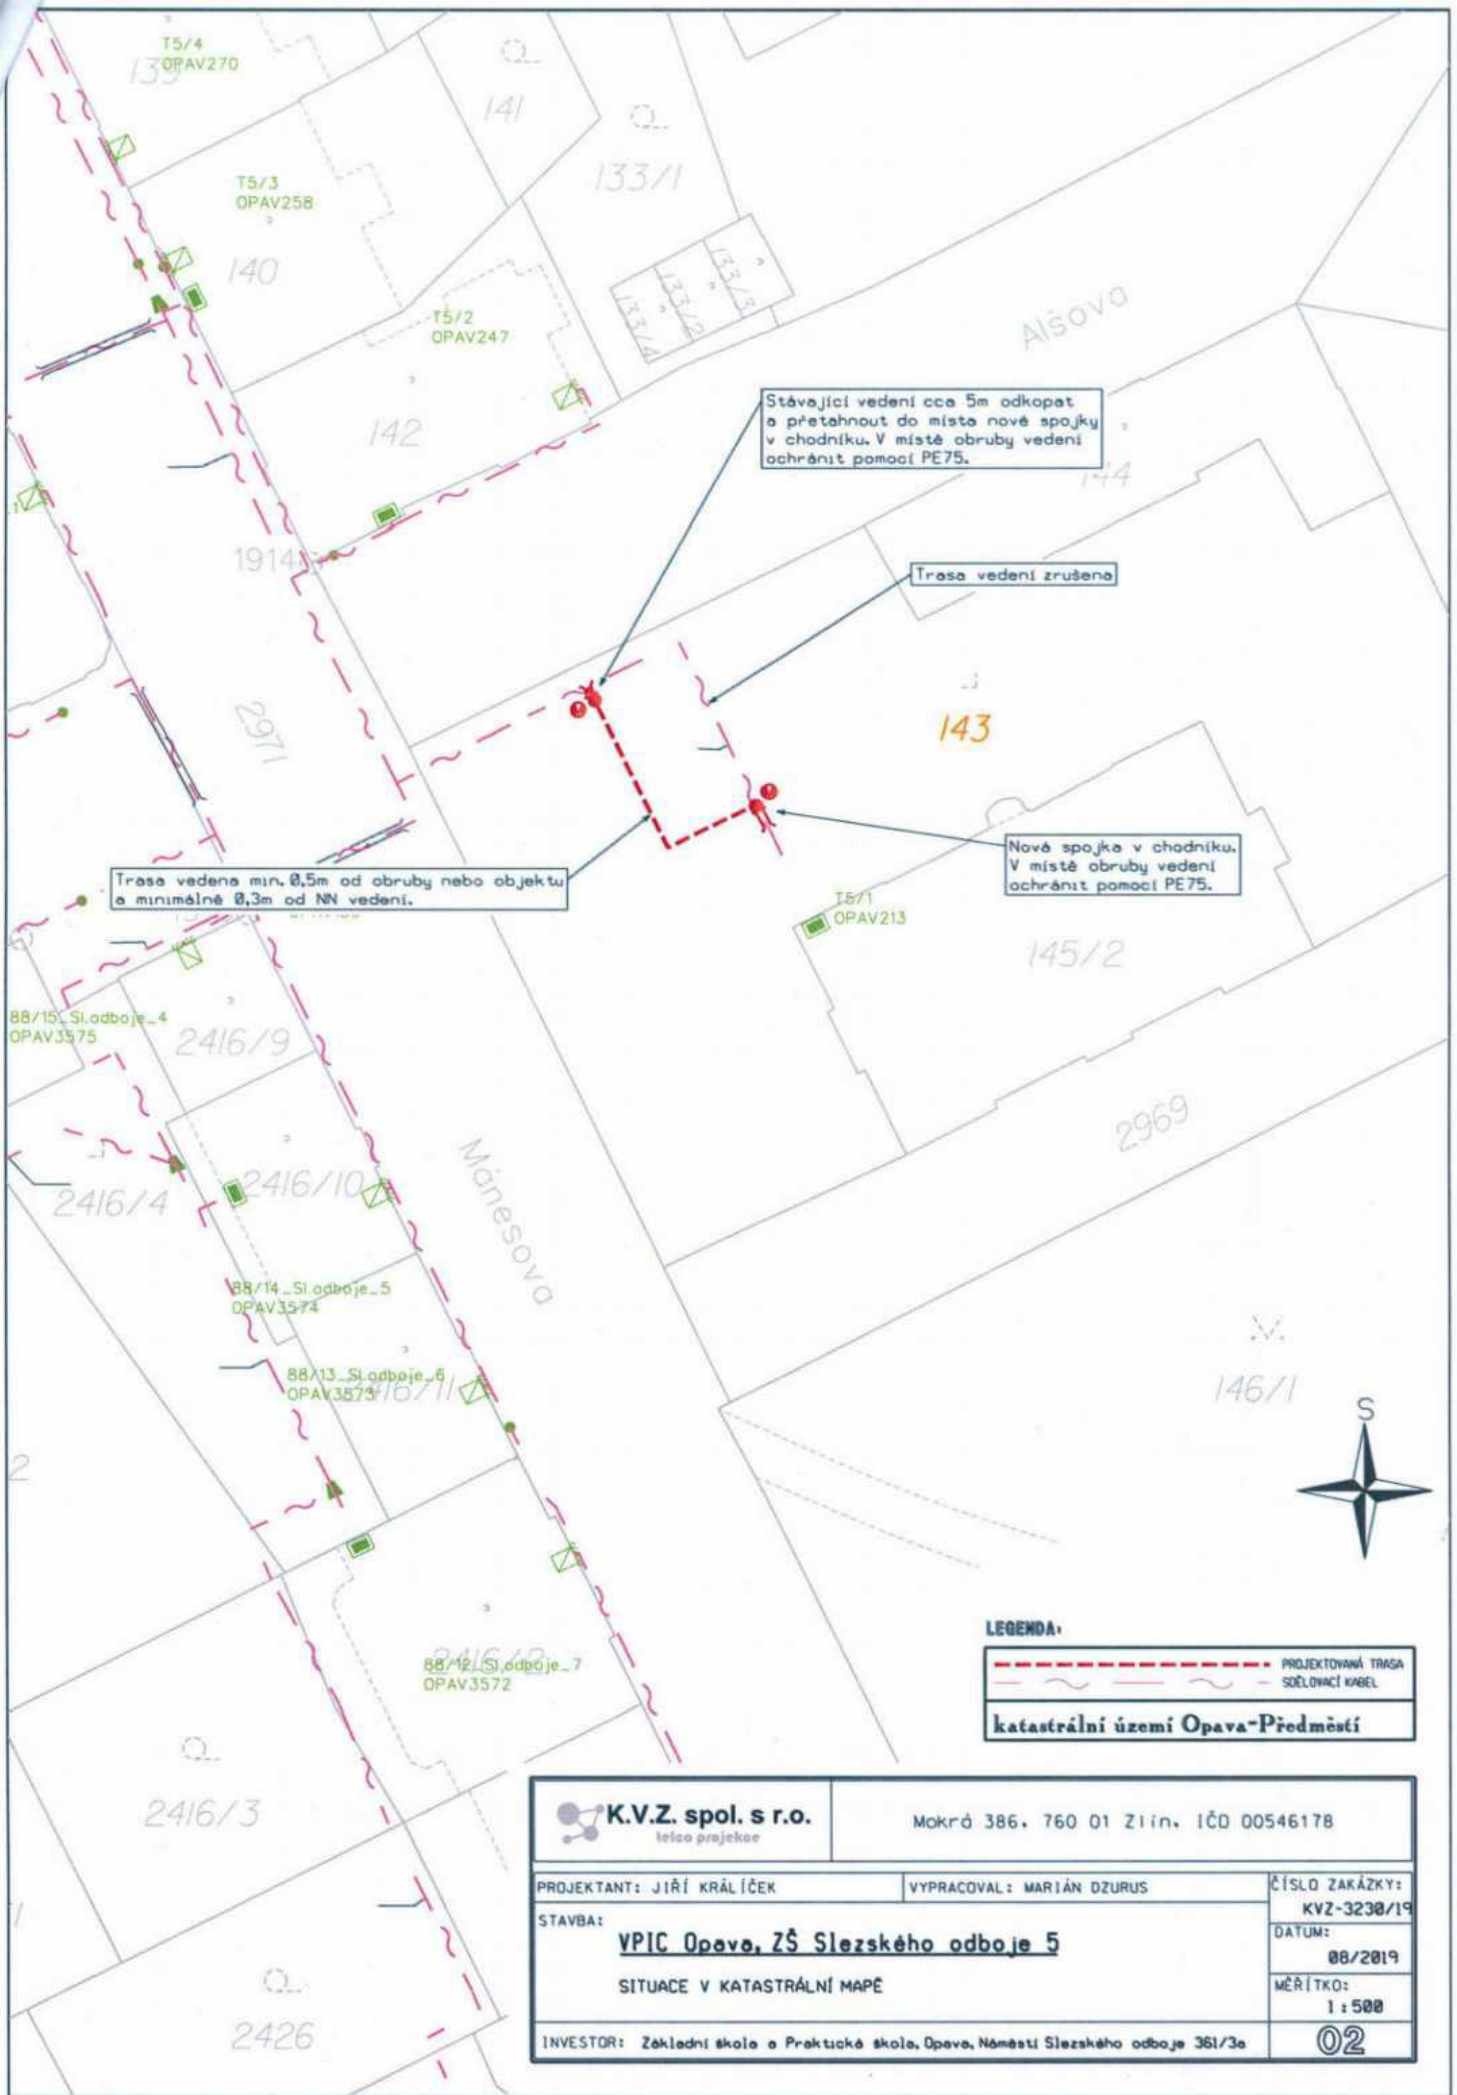 T5/4
OPAV270
139
141
133/1
T5/3
OPAV258
140
133/4
133/2
133/3
T5/2
OPAV247
Alšova
142
Stávající vedení cca 5m odkopat
a přetáhnout do místa nové spojky
v chodníku. V místě obruby vedení
ochránit pomocí PE75.
144
1914
Trasa vedení zrušena
2971
143
Nová spojka v chodníku.
V místě obruby vedení
ochránit pomocí PE75.
Trasa vedena min. 0,5m od obruby nebo objektu
a minimálně 0,3m od NN vedení.
T5/1
OPAV213
145/2
88/15_Sl.odboje_4
OPAV3575
2416/9
2969
2416/4
2416/10
Mánesova
88/14_Sl.odboje_5
OPAV3574
88/13_Sl.odboje_6
OPAV3573
2416/11
146/1
S
2
88/12_Sl.odboje_7
OPAV3572
2416/2
LEGENDA:
PROJEKTOVANÁ TRASA
SDĚLOVACÍ KABEL
katastrální území Opava-Předměstí
2416/3
2426
K.V.Z. spol. s r.o.
telco projekce
Mokrá 386, 760 01 Zlín, IČO 00546178
PROJEKTANT: JIŘÍ KRÁLÍČEK
VYPRACOVAL: MARIÁN DZURUS
ČÍSLO ZAKÁZKY:
KVZ-3230/19
STAVBA:
VPIC Opava, ZŠ Slezského odboje 5
SITUACE V KATASTRÁLNÍ MAPĚ
DATUM:
08/2019
MĚŘÍTKO:
1 : 500
INVESTOR: Základní škola a Praktická škola, Opava, Náměstí Slezského odboje 361/3a
02